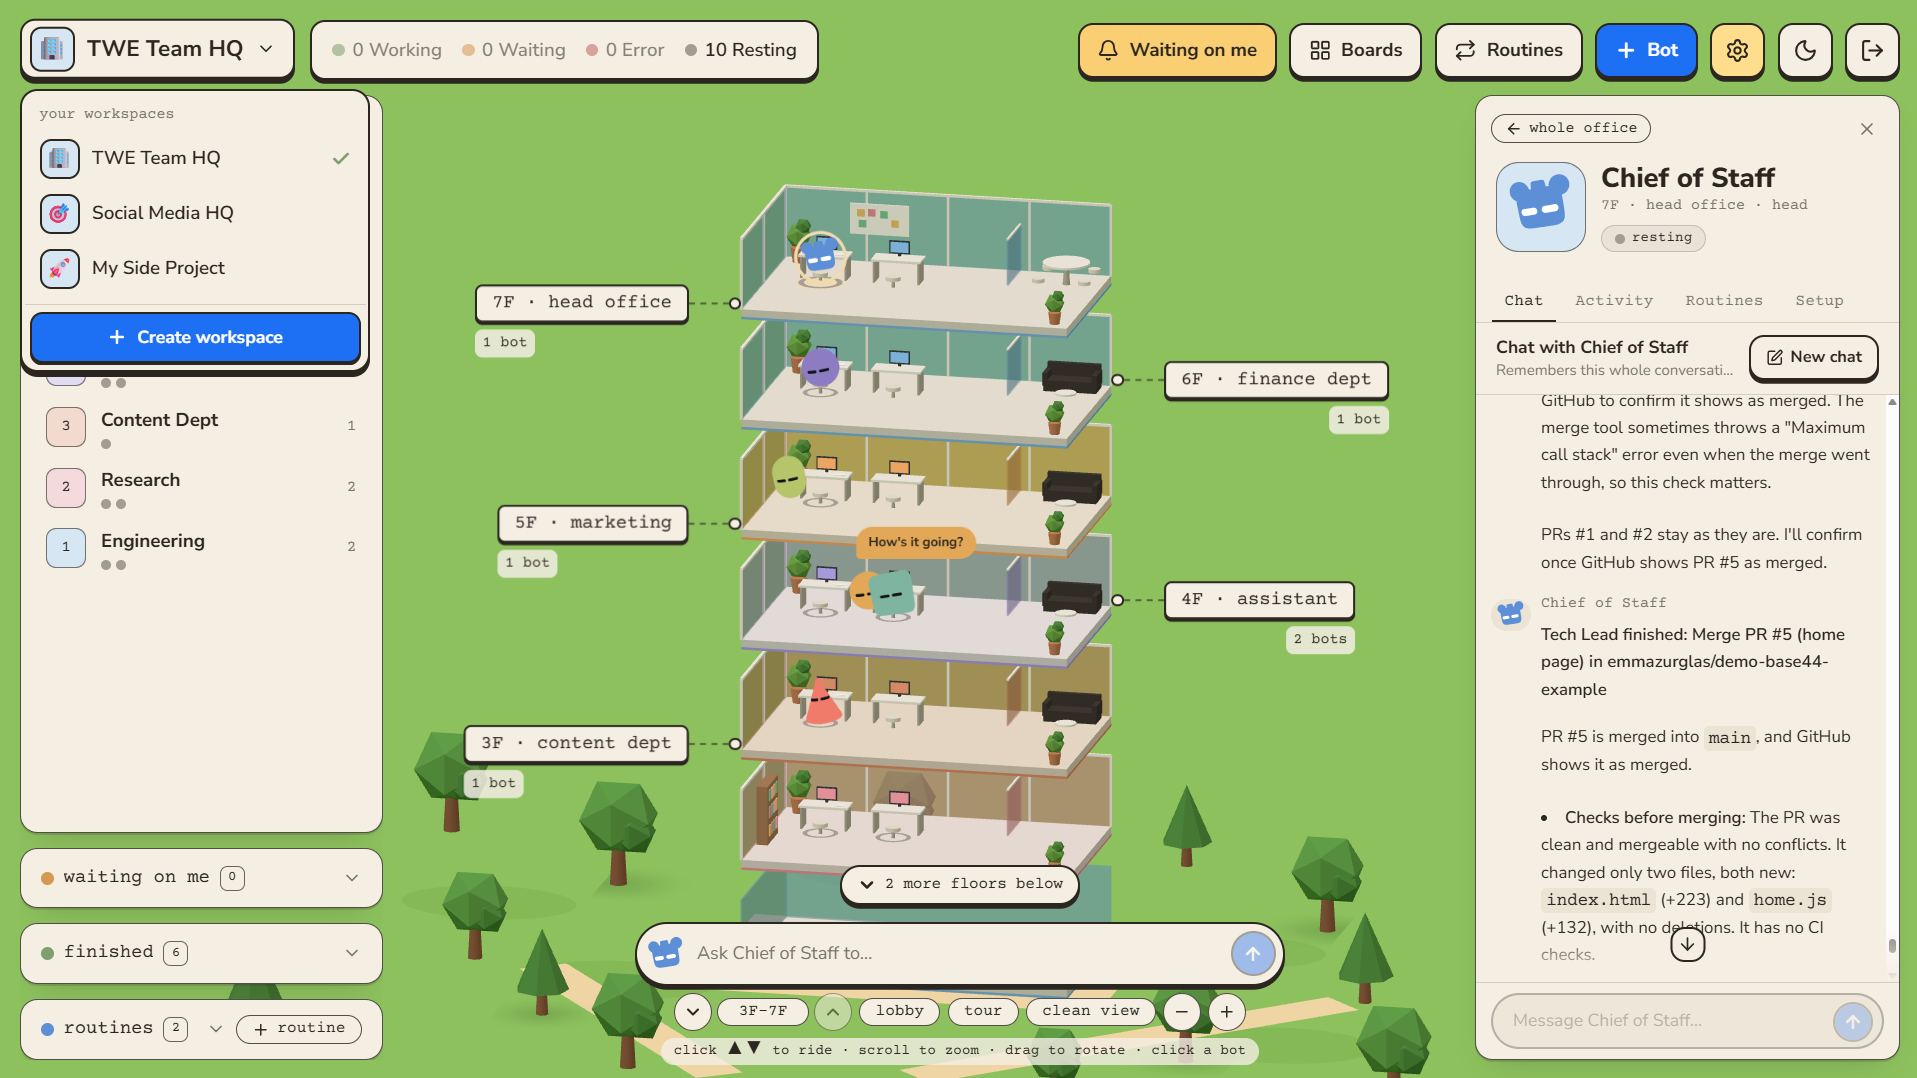 TWE Team HQ
0 Working
0 Waiting
0 Error
10 Resting
Waiting on me
Boards
Routines
Bot
your workspaces
TWE Team HQ
Social Media HQ
My Side Project
Create workspace
3
Content Dept
1
2
Research
2
1
Engineering
2
waiting on me 0
finished 6
routines 2
routine
7F · head office
1 bot
6F · finance dept
1 bot
5F · marketing
1 bot
How's it going?
4F · assistant
2 bots
3F · content dept
1 bot
2 more floors below
Ask Chief of Staff to...
3F-7F
lobby
tour
clean view
click ▲▼ to ride · scroll to zoom · drag to rotate · click a bot
whole office
Chief of Staff
7F · head office · head
resting
Chat
Activity
Routines
Setup
Chat with Chief of Staff
Remembers this whole conversati...
New chat
GitHub to confirm it shows as merged. The
merge tool sometimes throws a "Maximum
call stack" error even when the merge went
through, so this check matters.
PRs #1 and #2 stay as they are. I'll confirm
once GitHub shows PR #5 as merged.
Chief of Staff
Tech Lead finished: Merge PR #5 (home
page) in emmazurglas/demo-base44-
example
PR #5 is merged into main, and GitHub
shows it as merged.
• Checks before merging: The PR was
clean and mergeable with no conflicts. It
changed only two files, both new:
index.html (+223) and home.js
(+132), with no deletions. It has no CI
checks.
Message Chief of Staff...